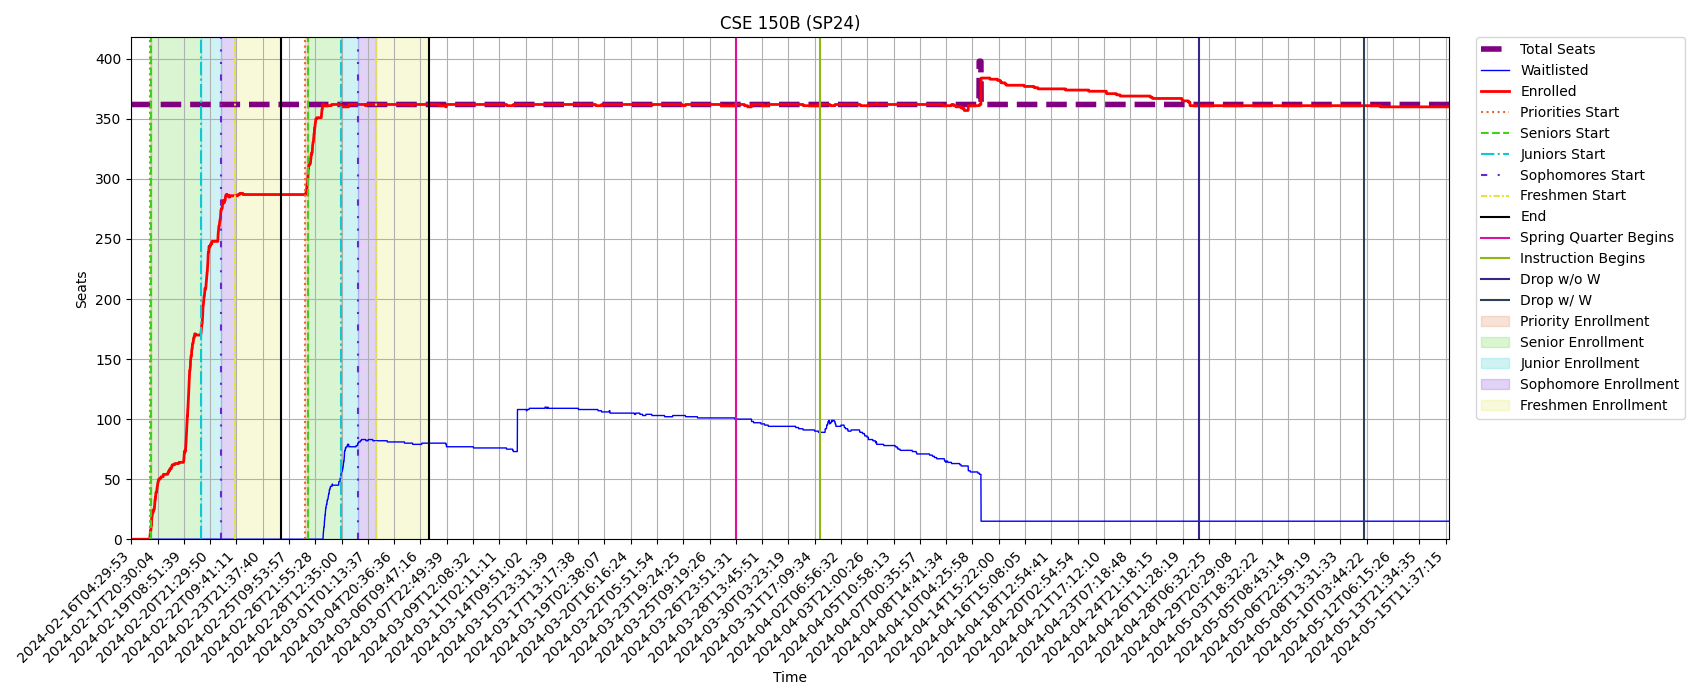 CSE 150B (SP24)
Seats
400
350
300
250
200
150
100
50
0
2024-02-16T04:29:53
2024-02-17T20:30:04
2024-02-19T08:51:39
2024-02-20T21:29:50
2024-02-22T09:41:11
2024-02-23T21:37:40
2024-02-25T09:53:57
2024-02-26T21:55:28
2024-02-28T12:35:00
2024-03-01T01:13:37
2024-03-04T20:36:36
2024-03-06T09:47:16
2024-03-07T22:49:39
2024-03-09T12:08:32
2024-03-11T02:11:11
2024-03-14T09:51:02
2024-03-15T23:31:39
2024-03-17T13:17:38
2024-03-19T02:38:07
2024-03-20T16:16:24
2024-03-22T05:51:54
2024-03-23T19:24:25
2024-03-25T09:19:26
2024-03-26T23:51:31
2024-03-28T13:45:51
2024-03-30T03:23:19
2024-03-31T17:09:34
2024-04-02T06:56:32
2024-04-03T21:00:26
2024-04-05T10:58:13
2024-04-07T00:35:57
2024-04-08T14:41:34
2024-04-10T04:25:58
2024-04-14T15:22:00
2024-04-16T15:08:05
2024-04-18T12:54:41
2024-04-20T02:54:54
2024-04-21T17:12:10
2024-04-23T07:18:48
2024-04-24T21:18:15
2024-04-26T11:28:19
2024-04-28T06:32:25
2024-04-29T20:29:08
2024-05-03T18:32:22
2024-05-05T08:43:14
2024-05-06T22:59:19
2024-05-08T13:31:33
2024-05-10T03:44:22
2024-05-12T06:15:26
2024-05-13T21:34:35
2024-05-15T11:37:15
Time
Total Seats
Waitlisted
Enrolled
Priorities Start
Seniors Start
Juniors Start
Sophomores Start
Freshmen Start
End
Spring Quarter Begins
Instruction Begins
Drop w/o W
Drop w/ W
Priority Enrollment
Senior Enrollment
Junior Enrollment
Sophomore Enrollment
Freshmen Enrollment